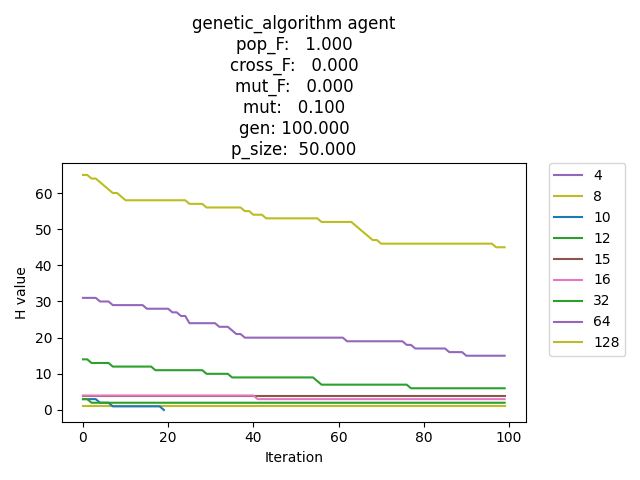 genetic_algorithm agent
pop_F: 1.000
cross_F: 0.000
mut_F: 0.000
mut: 0.100
gen: 100.000
p_size: 50.000
60
50
40
30
20
10
0
H value
0 20 40 60 80 100
Iteration
4
8
10
12
15
16
32
64
128